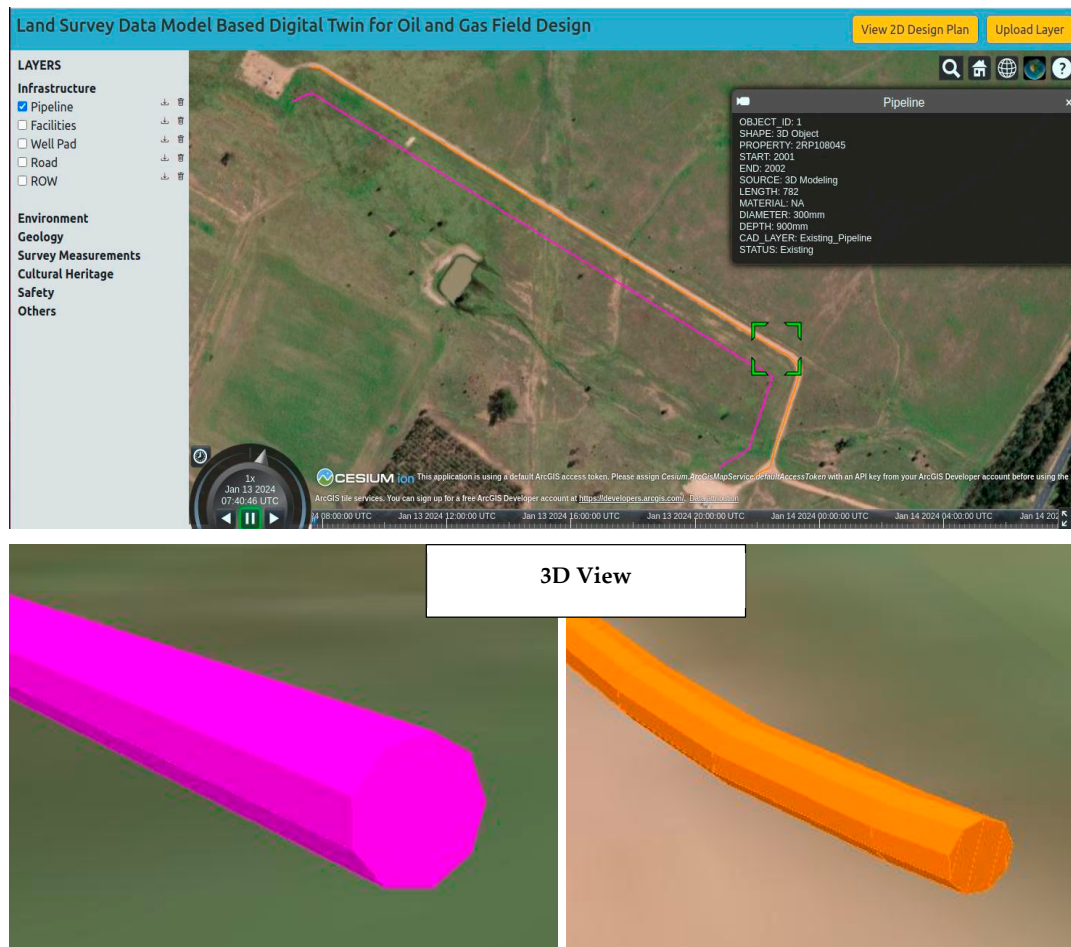 Land Survey Data Model Based Digital Twin for Oil and Gas Field Design
View 2D Design Plan
Upload Layer
LAYERS
Infrastructure
Pipeline
Facilities
Well Pad
Road
ROW
Environment
Geology
Survey Measurements
Cultural Heritage
Safety
Others
?
Pipeline
x
OBJECT_ID: 1
SHAPE: 3D Object
PROPERTY: 2RP108045
START: 2001
END: 2002
SOURCE: 3D Modeling
LENGTH: 782
MATERIAL: NA
DIAMETER: 300mm
DEPTH: 900mm
CAD_LAYER: Existing_Pipeline
STATUS: Existing
1x
Jan 13 2024
07:40:46 UTC
CESIUM ion This application is using a default ArcGIS access token. Please assign Cesium.ArcGisMapService.defaultAccessToken with an API key from your ArcGIS Developer account before using the
ArcGIS tile services. You can sign up for a free ArcGIS Developer account at https://developers.arcgis.com/. Data attribution
08:00:00 UTC Jan 13 2024 12:00:00 UTC Jan 13 2024 16:00:00 UTC Jan 13 2024 20:00:00 UTC Jan 14 2024 00:00:00 UTC Jan 14 2024 04:00:00 UTC Jan 14
3D View